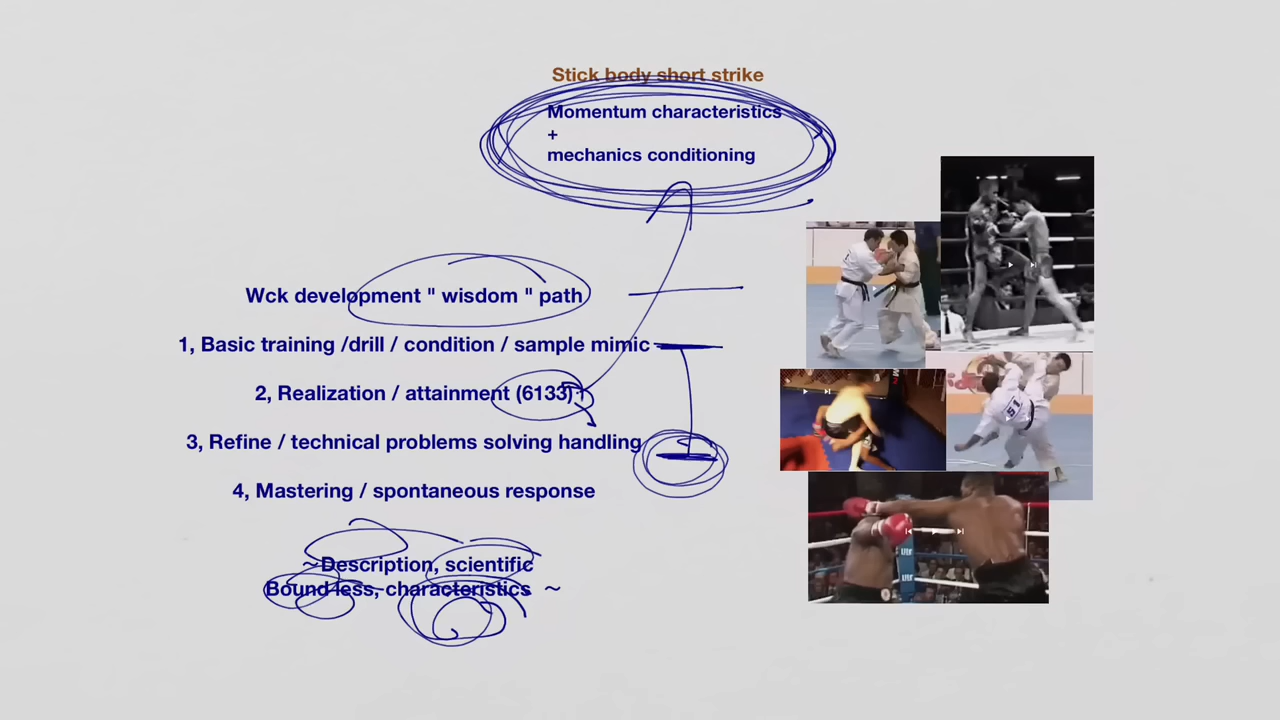 Stick body short strike
Momentum characteristics
+
mechanics conditioning
Wck development " wisdom " path
1, Basic training /drill / condition / sample mimic
2, Realization / attainment (6133)
3, Refine / technical problems solving handling
4, Mastering / spontaneous response
~Description, scientific
Bound less, characteristics ~